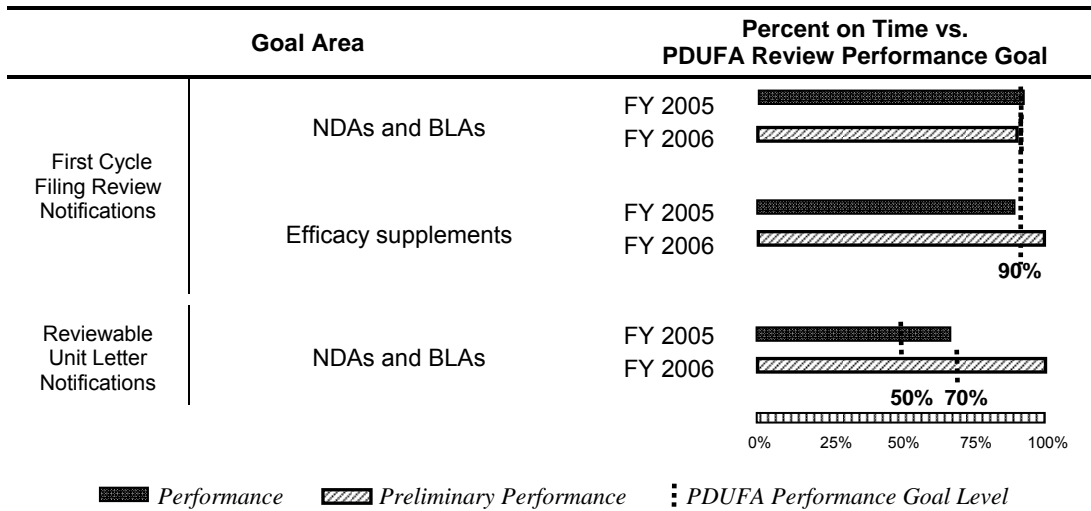 Goal Area
Percent on Time vs.
PDUFA Review Performance Goal
First Cycle
Filing Review
Notifications
NDAs and BLAs
FY 2005
FY 2006
Efficacy supplements
FY 2005
FY 2006
90%
Reviewable
Unit Letter
Notifications
NDAs and BLAs
FY 2005
FY 2006
50% 70%
0% 25% 50% 75% 100%
Performance Preliminary Performance PDUFA Performance Goal Level